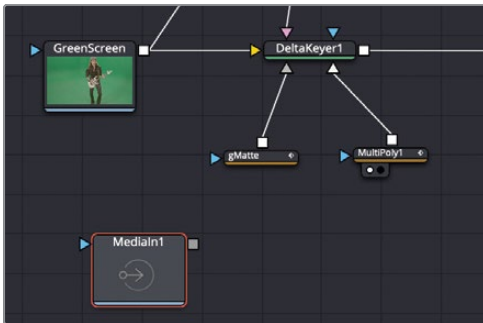 GreenScreen
DeltaKeyer1
gMatte
MultiPoly1
MediaIn1